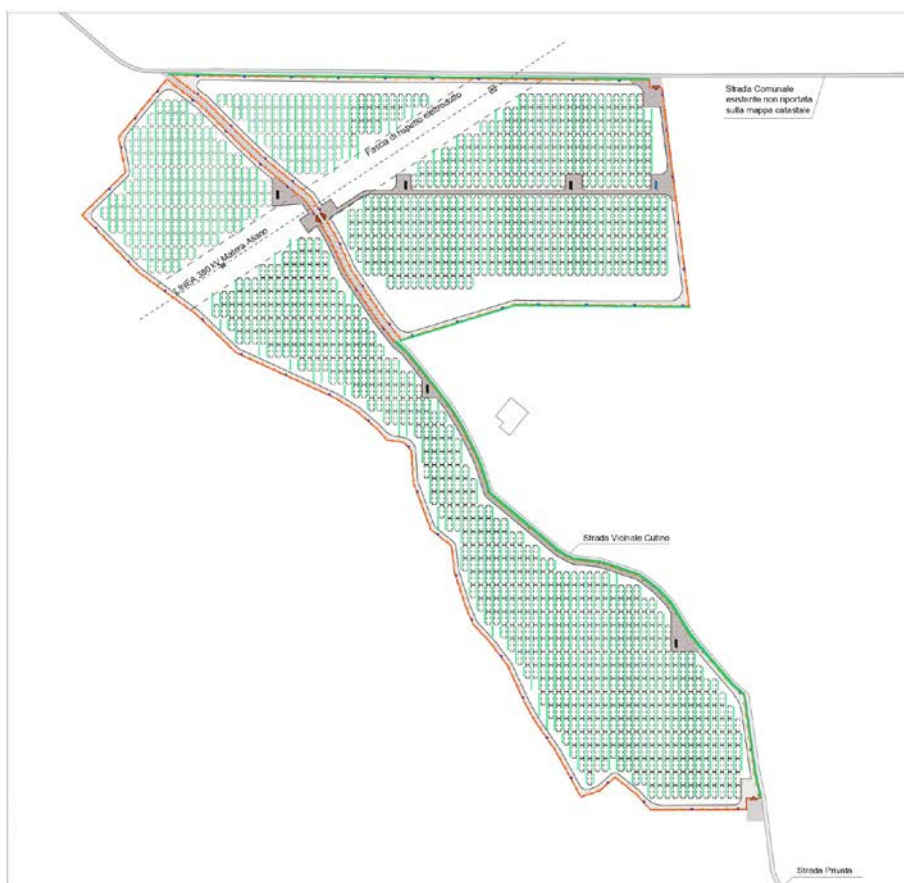 Strada Comunale
esistente non riportata
sulla mappa catastale
Fascia di rispetto elettrodotto
LINEA 380 kV Matera Aliano
Strada Vicinale Cutino
Strada Privata